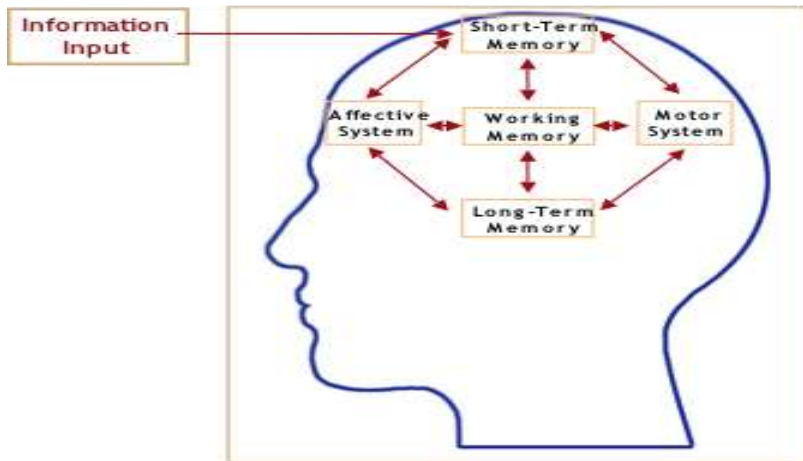 Information
Input
Short-Term
Memory
Affective
System
Working
Memory
Motor
System
Long-Term
Memory